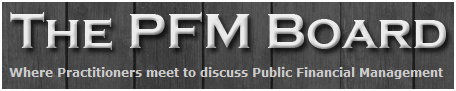 The PFM Board
Where Practitioners meet to discuss Public Financial Management